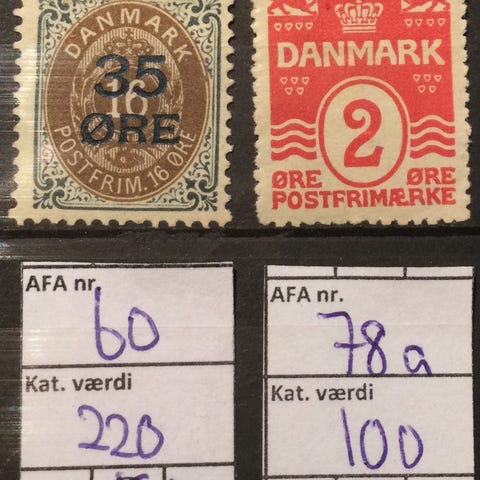 DANMARK
35
16
ØRE
POSTFRIM. 16 ØRE
DANMARK
2
ØRE ØRE
POSTFRIMÆRKE
AFA nr.
60
Kat. værdi
220
AFA nr.
78a
Kat. værdi
100